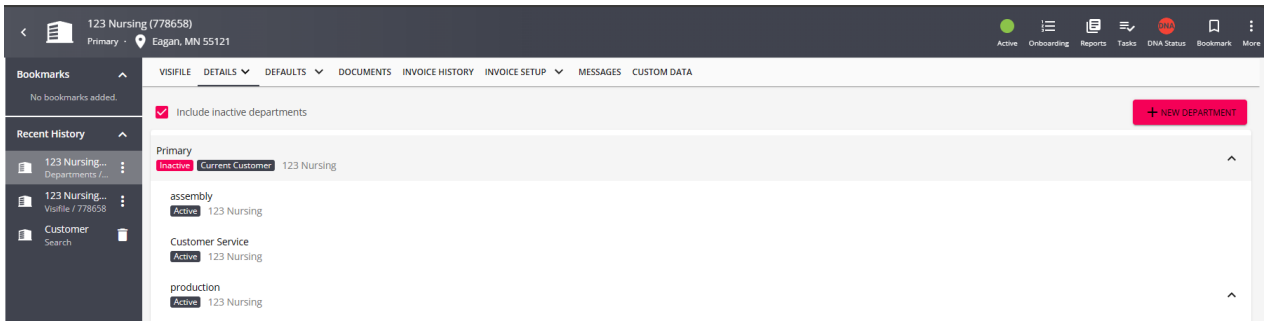 123 Nursing (778658)
Primary · Eagan, MN 55121
Active Onboarding Reports Tasks DNA DNA Status Bookmark More
Bookmarks
No bookmarks added.
Recent History
123 Nursing...
Departments /...
123 Nursing...
Visifile / 778658
Customer
Search
VISIFILE DETAILS DEFAULTS DOCUMENTS INVOICE HISTORY INVOICE SETUP MESSAGES CUSTOM DATA
Include inactive departments
+ NEW DEPARTMENT
Primary
Inactive Current Customer 123 Nursing
assembly
Active 123 Nursing
Customer Service
Active 123 Nursing
production
Active 123 Nursing